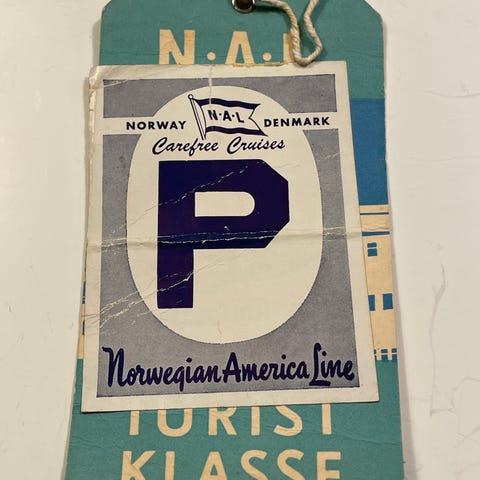 N·A·L
N·A·L
NORWAY DENMARK
Carefree Cruises
P
Norwegian America Line
TURIST
KLASSE